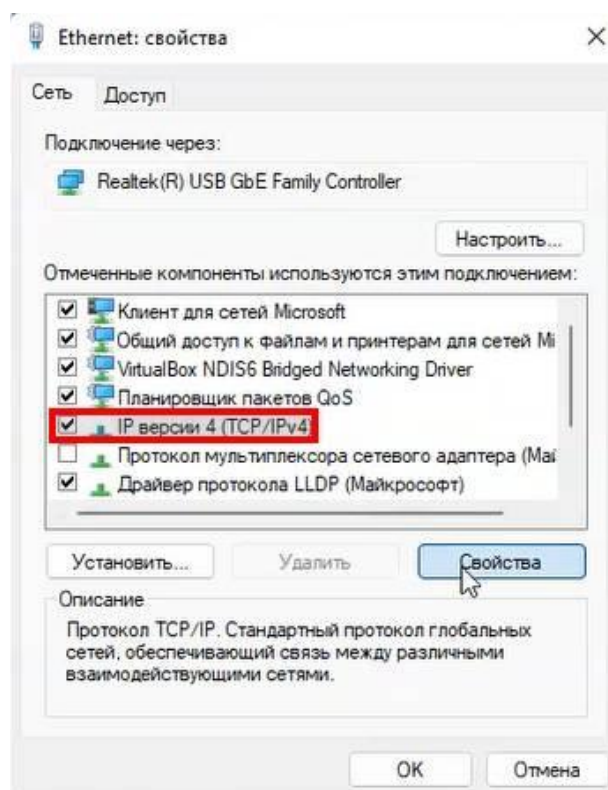 Ethernet: свойства
Сеть Доступ
Подключение через:
Realtek(R) USB GbE Family Controller
Настроить...
Отмеченные компоненты используются этим подключением:
Клиент для сетей Microsoft
Общий доступ к файлам и принтерам для сетей Mi
VirtualBox NDIS6 Bridged Networking Driver
Планировщик пакетов QoS
IP версии 4 (TCP/IPv4)
Протокол мультиплексора сетевого адаптера (Май
Драйвер протокола LLDP (Майкрософт)
Установить... Удалить Свойства
Описание
Протокол TCP/IP. Стандартный протокол глобальных
сетей, обеспечивающий связь между различными
взаимодействующими сетями.
OK Отмена